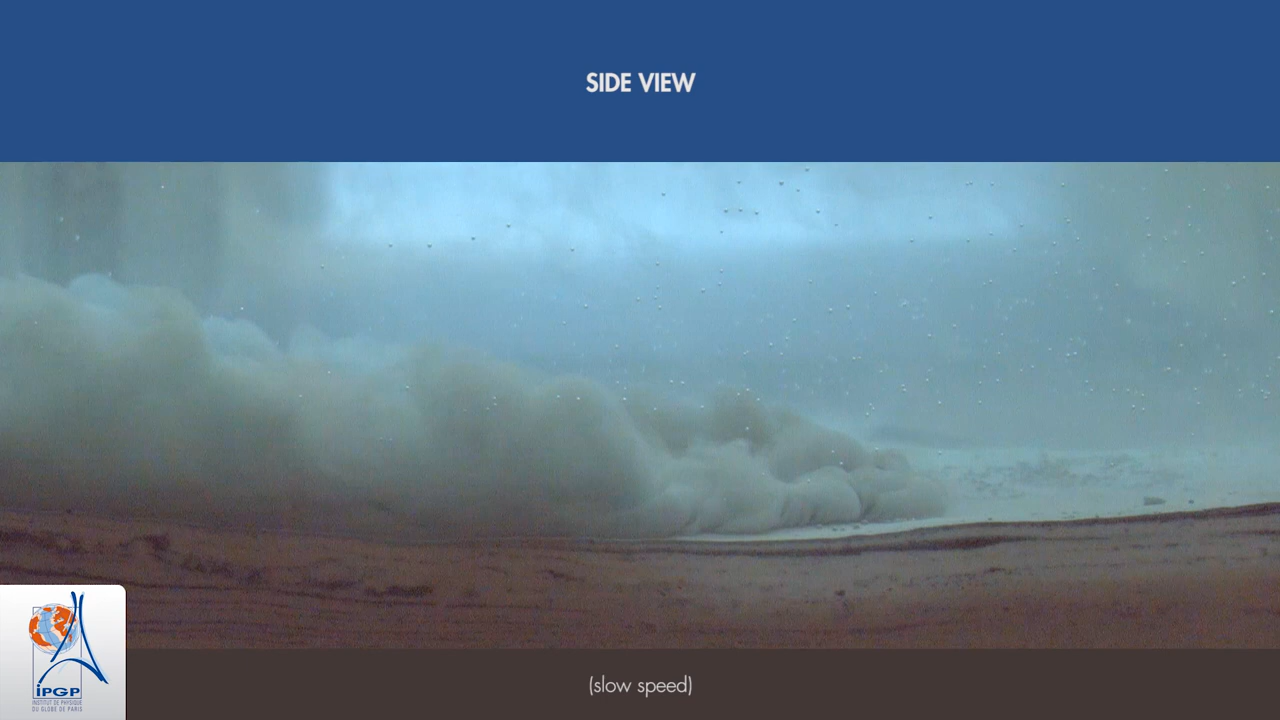 SIDE VIEW
(slow speed)
iPGP
INSTITUT DE PHYSIQUE
DU GLOBE DE PARIS